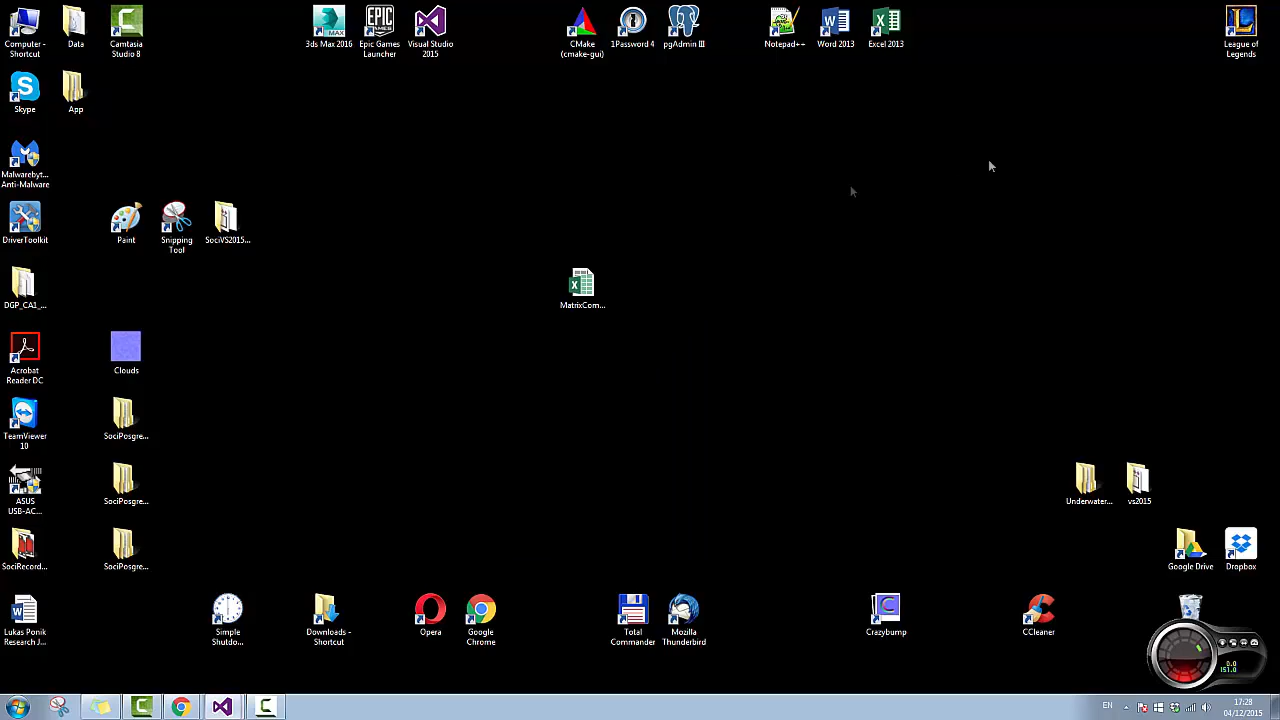 Computer -
Shortcut
Data
Camtasia
Studio 8
3ds Max 2016
Epic Games
Launcher
Visual Studio
2015
CMake
(cmake-gui)
1Password 4
pgAdmin III
Notepad++
Word 2013
Excel 2013
League of
Legends
Skype
App
Malwarebyt...
Anti-Malware
DriverToolkit
Paint
Snipping
Tool
SociVS2015...
DGP_CA1_...
MatrixCom...
Acrobat
Reader DC
Clouds
TeamViewer
10
SociPosgre...
ASUS
USB-AC...
SociPosgre...
Underwater...
vs2015
SociRecord...
SociPosgre...
Google Drive
Dropbox
Lukas Ponik
Research J...
Simple
Shutdo...
Downloads -
Shortcut
Opera
Google
Chrome
Total
Commander
Mozilla
Thunderbird
Crazybump
CCleaner
0.0
151.0
EN
17:28
04/12/2015